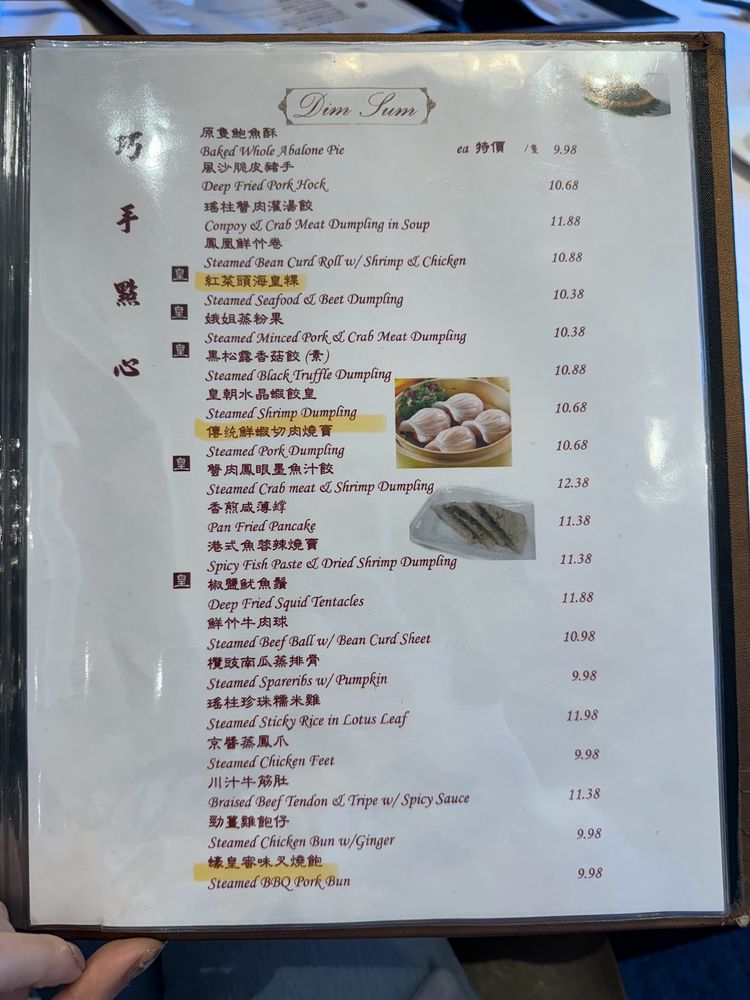 Dim Sum
巧手點心
原隻鮑魚酥
Baked Whole Abalone Pie ea 特價 /隻 9.98
風沙脆皮豬手
Deep Fried Pork Hock 10.68
瑤柱蟹肉灌湯餃
Conpoy & Crab Meat Dumpling in Soup 11.88
鳳凰鮮竹卷
Steamed Bean Curd Roll w/ Shrimp & Chicken 10.88
皇 紅菜頭海皇粿
Steamed Seafood & Beet Dumpling 10.38
皇 娥姐蒸粉果
Steamed Minced Pork & Crab Meat Dumpling 10.38
皇 黑松露香菇餃 (素)
Steamed Black Truffle Dumpling 10.88
皇朝水晶蝦餃皇
Steamed Shrimp Dumpling 10.68
傳统鮮蝦切肉燒賣
Steamed Pork Dumpling 10.68
皇 蟹肉鳳眼墨魚汁餃
Steamed Crab meat & Shrimp Dumpling 12.38
香煎咸薄撑
Pan Fried Pancake 11.38
港式魚蓉辣燒賣
Spicy Fish Paste & Dried Shrimp Dumpling 11.38
皇 椒鹽魷魚鬚
Deep Fried Squid Tentacles 11.88
鮮竹牛肉球
Steamed Beef Ball w/ Bean Curd Sheet 10.98
欖豉南瓜蒸排骨
Steamed Spareribs w/ Pumpkin 9.98
瑤柱珍珠糯米雞
Steamed Sticky Rice in Lotus Leaf 11.98
京醬蒸鳳爪
Steamed Chicken Feet 9.98
川汁牛筋肚
Braised Beef Tendon & Tripe w/ Spicy Sauce 11.38
勁薑雞飽仔
Steamed Chicken Bun w/Ginger 9.98
蠔皇蜜味叉燒飽
Steamed BBQ Pork Bun 9.98